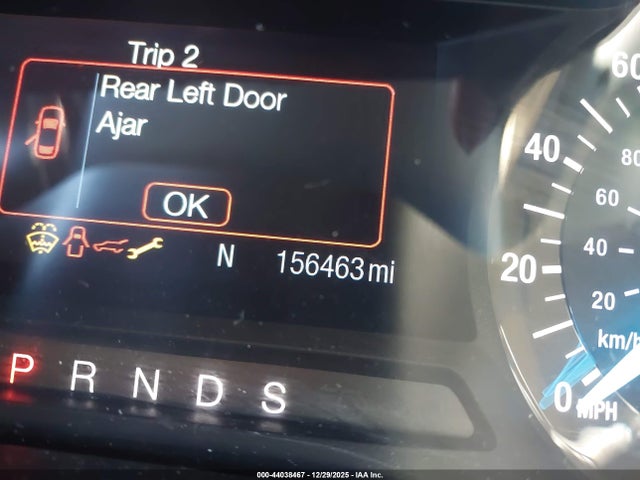 Trip 2
Rear Left Door
Ajar
OK
N 156463 mi
P R N D S
60
40
20
0
MPH
80
60
40
20
km/h
000-44038467 - 12/29/2025 - IAA Inc.